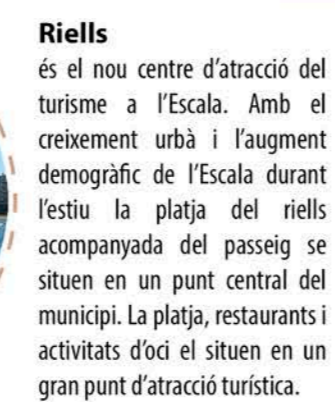 Riells
és el nou centre d'atracció del
turisme a l'Escala. Amb el
creixement urbà i l'augment
demogràfic de l'Escala durant
l'estiu la platja del riells
acompanyada del passeig se
situen en un punt central del
municipi. La platja, restaurants i
activitats d'oci el situen en un
gran punt d'atracció turística.